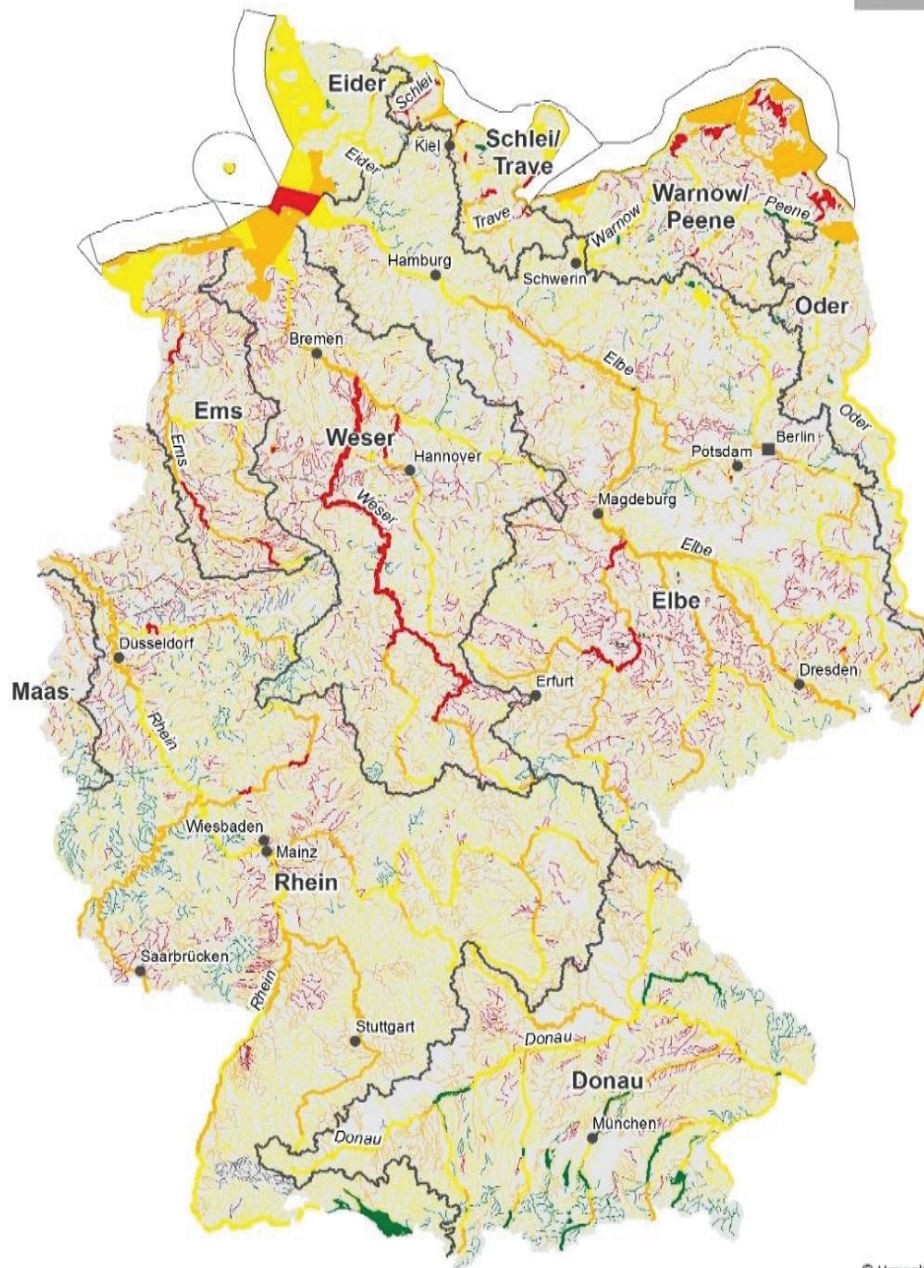 Eider
Schlei
Kiel
Schlei/
Trave
Eider
Trave
Warnow/
Peene
Peene
Warnow
Hamburg
Schwerin
Oder
Bremen
Elbe
Ems
Ems
Weser
Hannover
Weser
Potsdam
Berlin
Oder
Magdeburg
Elbe
Elbe
Düsseldorf
Maas
Erfurt
Dresden
Rhein
Wiesbaden
Mainz
Rhein
Saarbrücken
Rhein
Stuttgart
Donau
Donau
München
Donau